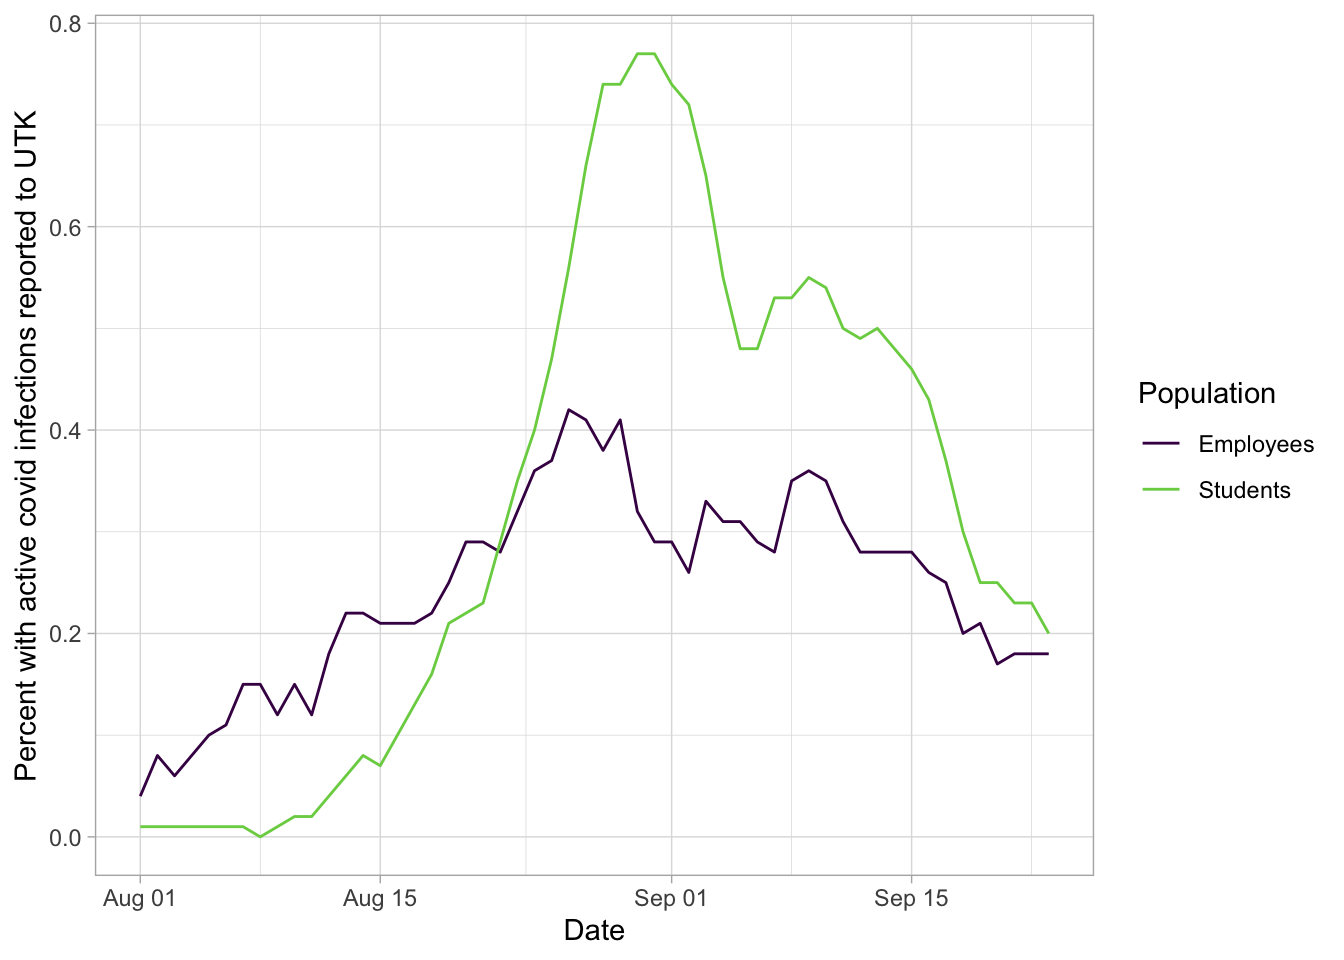 Percent with active covid infections reported to UTK
0.8
0.6
0.4
0.2
0.0
Aug 01
Aug 15
Sep 01
Sep 15
Date
Population
Employees
Students